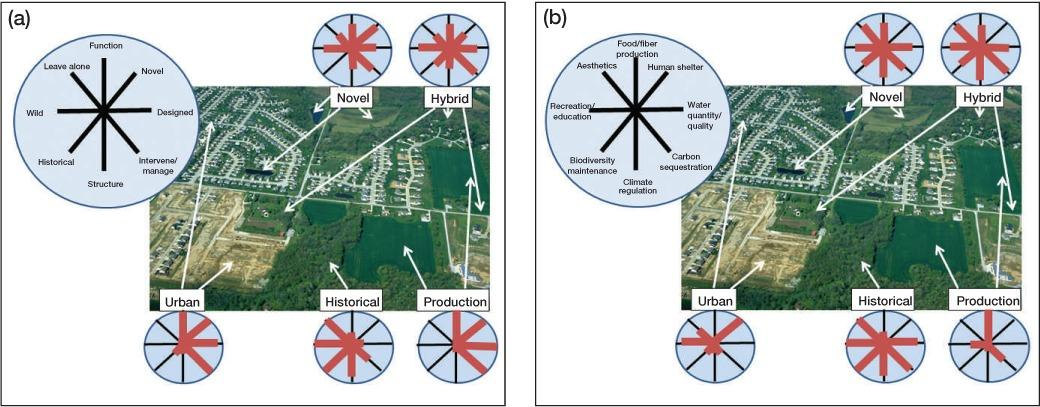 (a)
Function
Leave alone
Novel
Wild
Designed
Historical
Intervene/
manage
Structure
Novel
Hybrid
Urban
Historical
Production
(b)
Food/fiber
production
Aesthetics
Human shelter
Recreation/
education
Water
quantity/
quality
Biodiversity
maintenance
Carbon
sequestration
Climate
regulation
Novel
Hybrid
Urban
Historical
Production